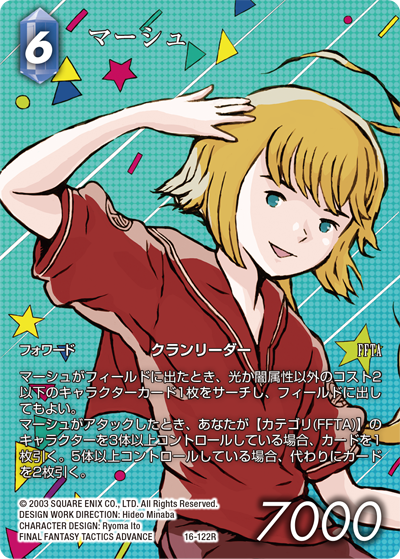 6
マーシュ
フォワード クランリーダー FFTA
マーシュがフィールドに出たとき、光か闇属性以外のコスト2
以下のキャラクターカード1枚をサーチし、フィールドに出し
てもよい。
マーシュがアタックしたとき、あなたが【カテゴリ(FFTA)】の
キャラクターを3体以上コントロールしている場合、カードを1
枚引く。5体以上コントロールしている場合、代わりにカード
を2枚引く。
© 2003 SQUARE ENIX CO., LTD. All Rights Reserved.
DESIGN WORK DIRECTION: Hideo Minaba
CHARACTER DESIGN: Ryoma Ito
FINAL FANTASY TACTICS ADVANCE 16-122R
7000